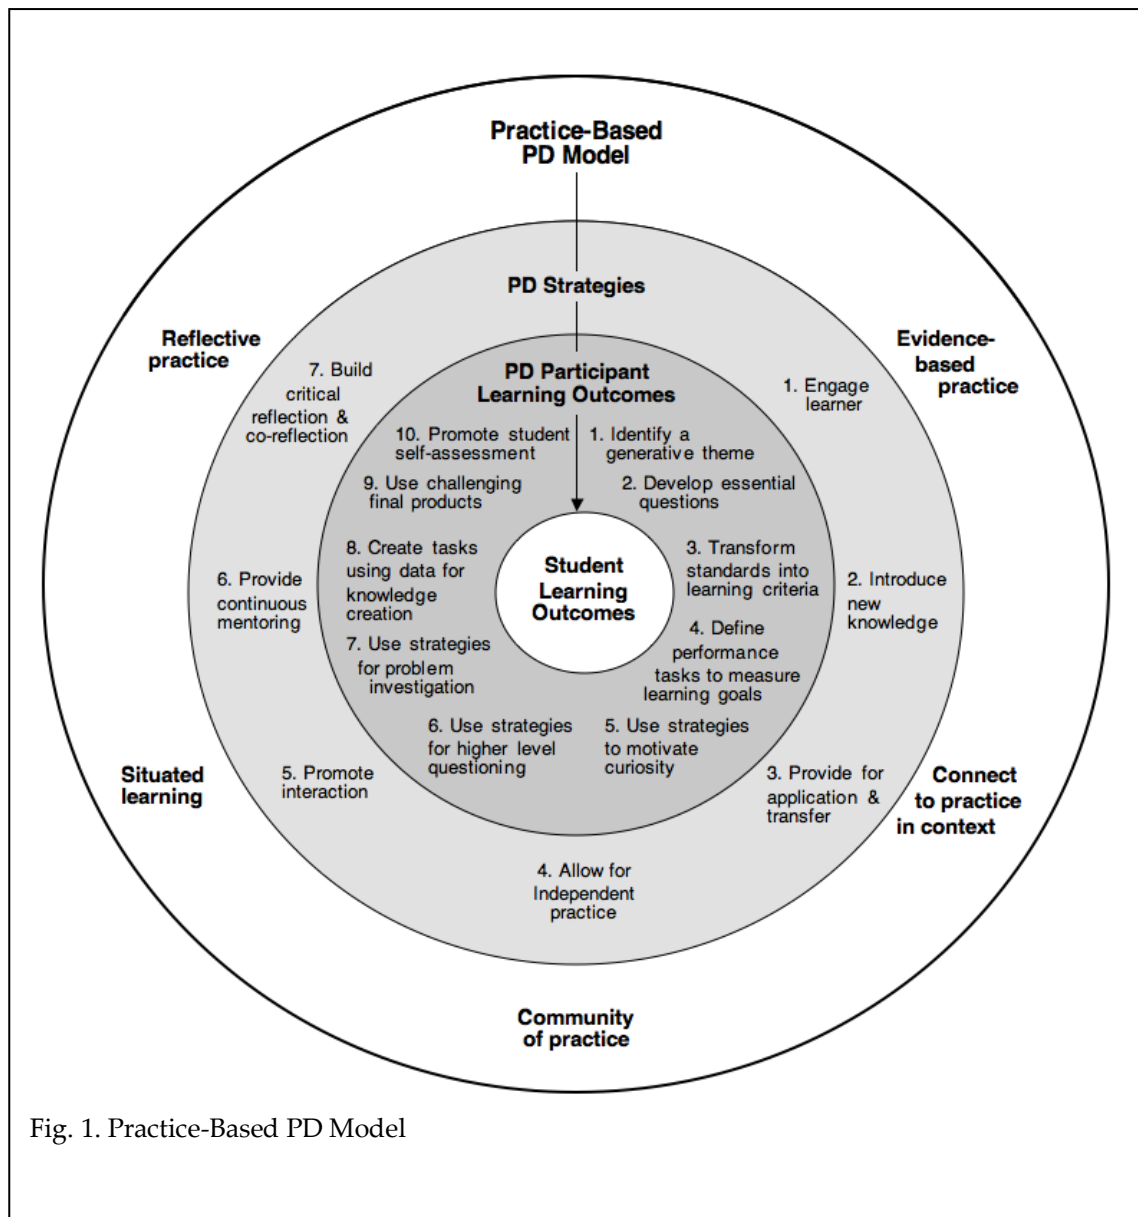 Practice-Based
PD Model
PD Strategies
Reflective
practice
Evidence-
based
practice
7. Build
critical
reflection &
co-reflection
1. Engage
learner
PD Participant
Learning Outcomes
10. Promote student
self-assessment
1. Identify a
generative theme
9. Use challenging
final products
2. Develop essential
questions
8. Create tasks
using data for
knowledge
creation
Student
Learning
Outcomes
3. Transform
standards into
learning criteria
6. Provide
continuous
mentoring
2. Introduce
new
knowledge
7. Use strategies
for problem
investigation
4. Define
performance
tasks to measure
learning goals
6. Use strategies
for higher level
questioning
5. Use strategies
to motivate
curiosity
Situated
learning
5. Promote
interaction
3. Provide for
application &
transfer
Connect
to practice
in context
4. Allow for
Independent
practice
Community
of practice
Fig. 1. Practice-Based PD Model